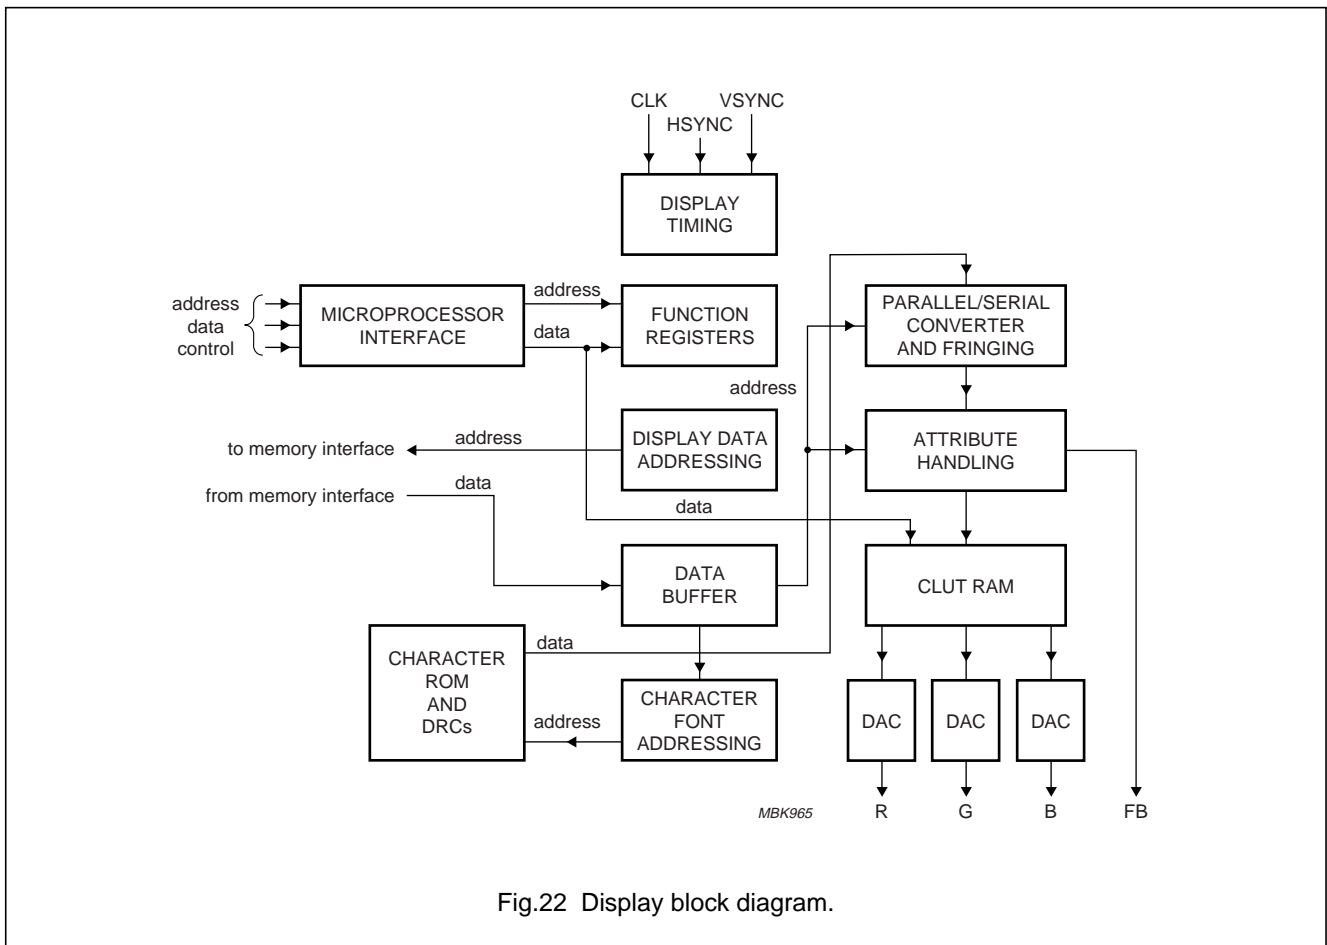 CLK
VSYNC
HSYNC
DISPLAY
TIMING
address
data
control
MICROPROCESSOR
INTERFACE
address
data
FUNCTION
REGISTERS
PARALLEL/SERIAL
CONVERTER
AND FRINGING
address
to memory interface
address
DISPLAY DATA
ADDRESSING
ATTRIBUTE
HANDLING
from memory interface
data
data
DATA
BUFFER
CLUT RAM
CHARACTER
ROM
AND
DRCs
data
address
CHARACTER
FONT
ADDRESSING
DAC
DAC
DAC
MBK965
R
G
B
FB
Fig.22 Display block diagram.